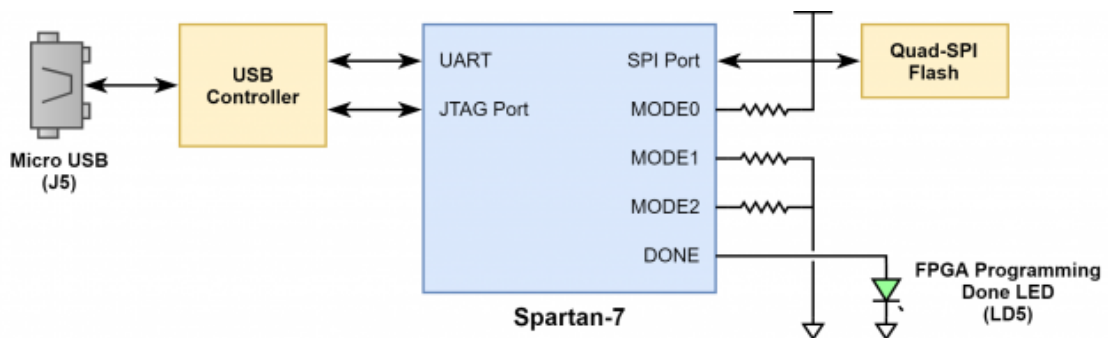 Micro USB
(J5)
USB
Controller
UART
JTAG Port
SPI Port
MODE0
MODE1
MODE2
DONE
Spartan-7
Quad-SPI
Flash
FPGA Programming
Done LED
(LD5)